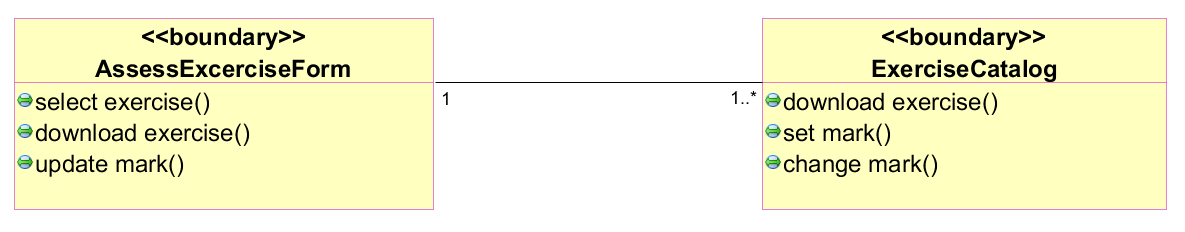 <<boundary>>
AssessExcerciseForm
select exercise()
download exercise()
update mark()
1
1..*
<<boundary>>
ExerciseCatalog
download exercise()
set mark()
change mark()